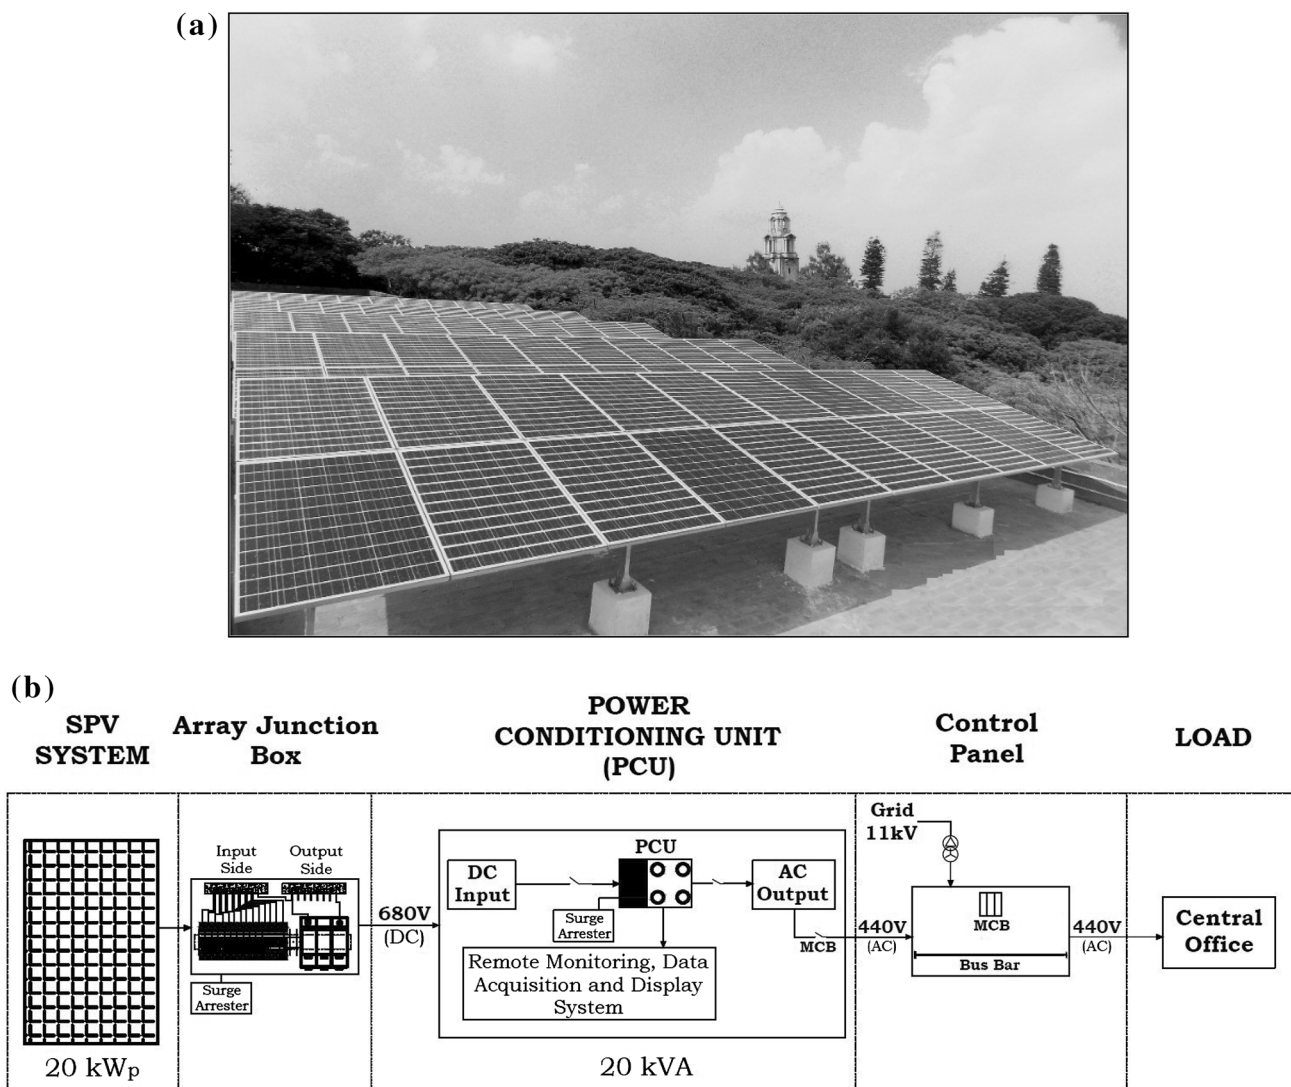 (a)
(b)
SPV
SYSTEM
Array Junction
Box
POWER
CONDITIONING UNIT
(PCU)
Control
Panel
LOAD
Input
Side
Output
Side
Surge
Arrester
20 kWp
680V
(DC)
DC
Input
PCU
Surge
Arrester
AC
Output
Remote Monitoring, Data
Acquisition and Display
System
MCB
20 kVA
440V
(AC)
Grid
11kV
MCB
Bus Bar
440V
(AC)
Central
Office